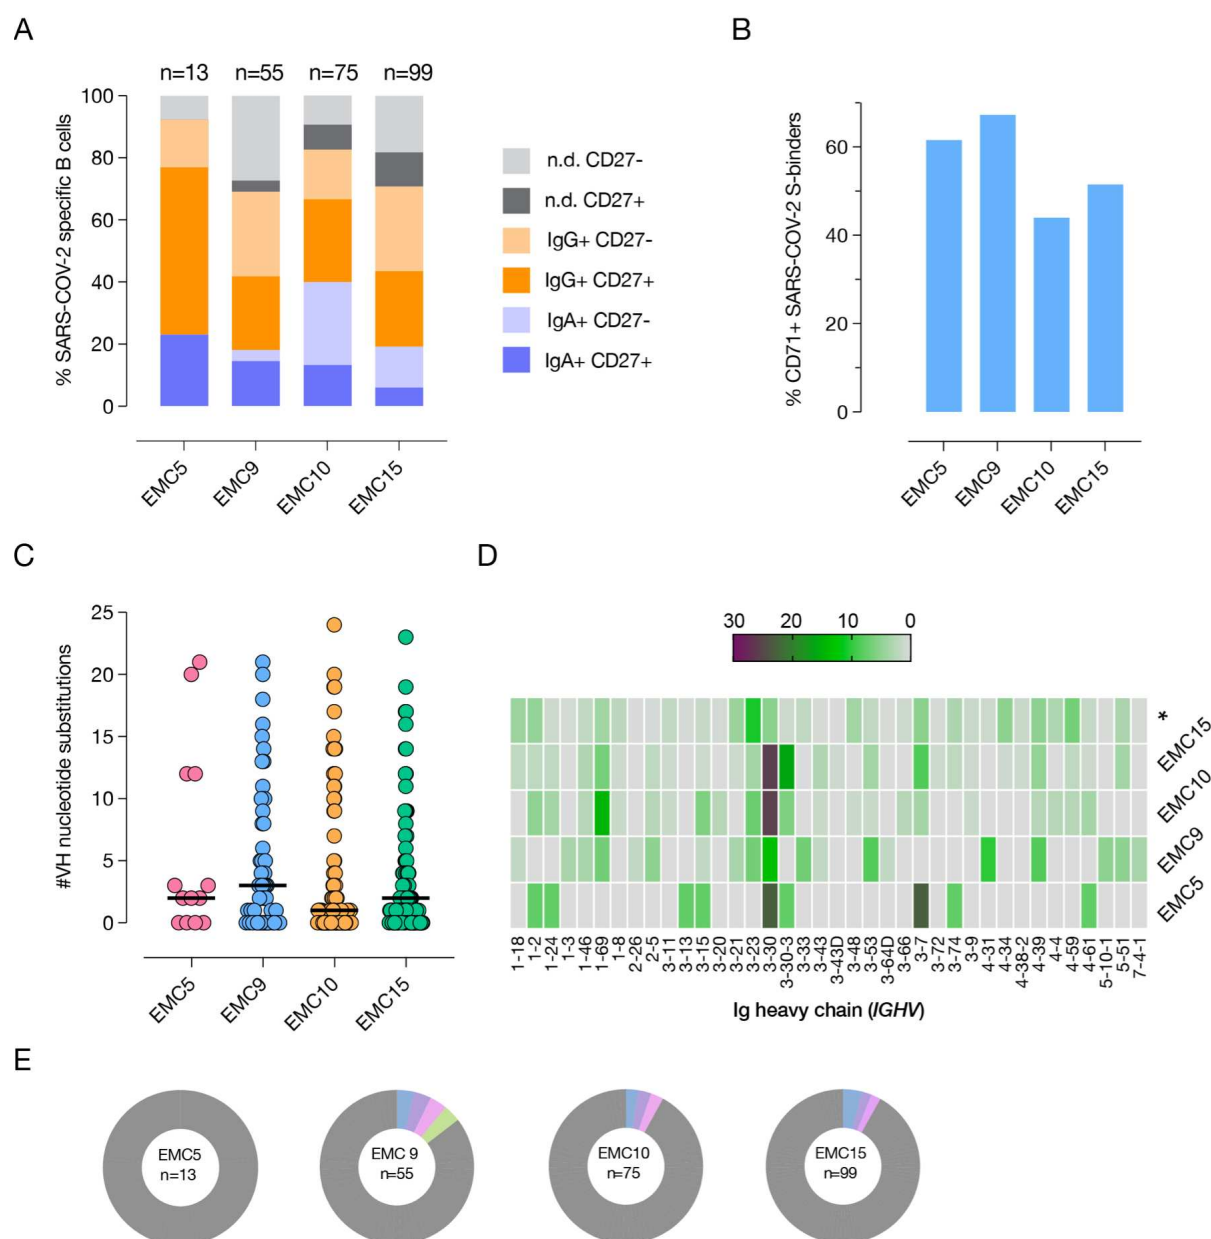 A
n=13 n=55 n=75 n=99
% SARS-COV-2 specific B cells
100
80
60
40
20
0
EMC5
EMC9
EMC10
EMC15
n.d. CD27-
n.d. CD27+
IgG+ CD27-
IgG+ CD27+
IgA+ CD27-
IgA+ CD27+
B
% CD71+ SARS-COV-2 S-binders
60
40
20
0
EMC5
EMC9
EMC10
EMC15
C
#VH nucleotide substitutions
25
20
15
10
5
0
EMC5
EMC9
EMC10
EMC15
D
30 20 10 0
*
EMC15
EMC10
EMC9
EMC5
1-18
1-2
1-24
1-3
1-46
1-69
1-8
2-26
2-5
3-11
3-13
3-15
3-20
3-21
3-23
3-30
3-30-3
3-33
3-43
3-43D
3-48
3-53
3-64D
3-66
3-7
3-72
3-74
3-9
4-31
4-34
4-38-2
4-39
4-4
4-59
4-61
5-10-1
5-51
7-4-1
Ig heavy chain (IGHV)
E
EMC5
n=13
EMC 9
n=55
EMC10
n=75
EMC15
n=99